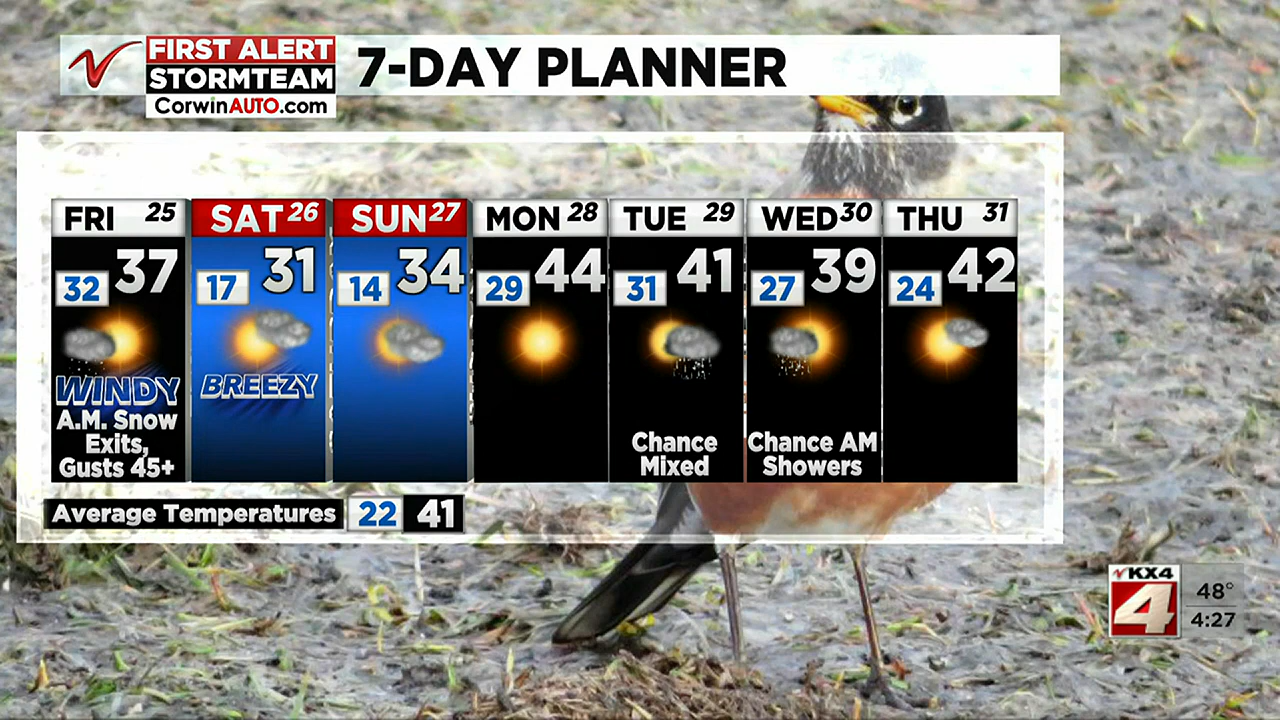 FIRST ALERT
STORMTEAM
CorwinAUTO.com
7-DAY PLANNER
FRI 25
32 37
WINDY
A.M. Snow
Exits,
Gusts 45+
SAT 26
17 31
BREEZY
SUN 27
14 34
MON 28
29 44
TUE 29
31 41
Chance
Mixed
WED 30
27 39
Chance AM
Showers
THU 31
24 42
Average Temperatures 22 41
KX4
4
48°
4:27